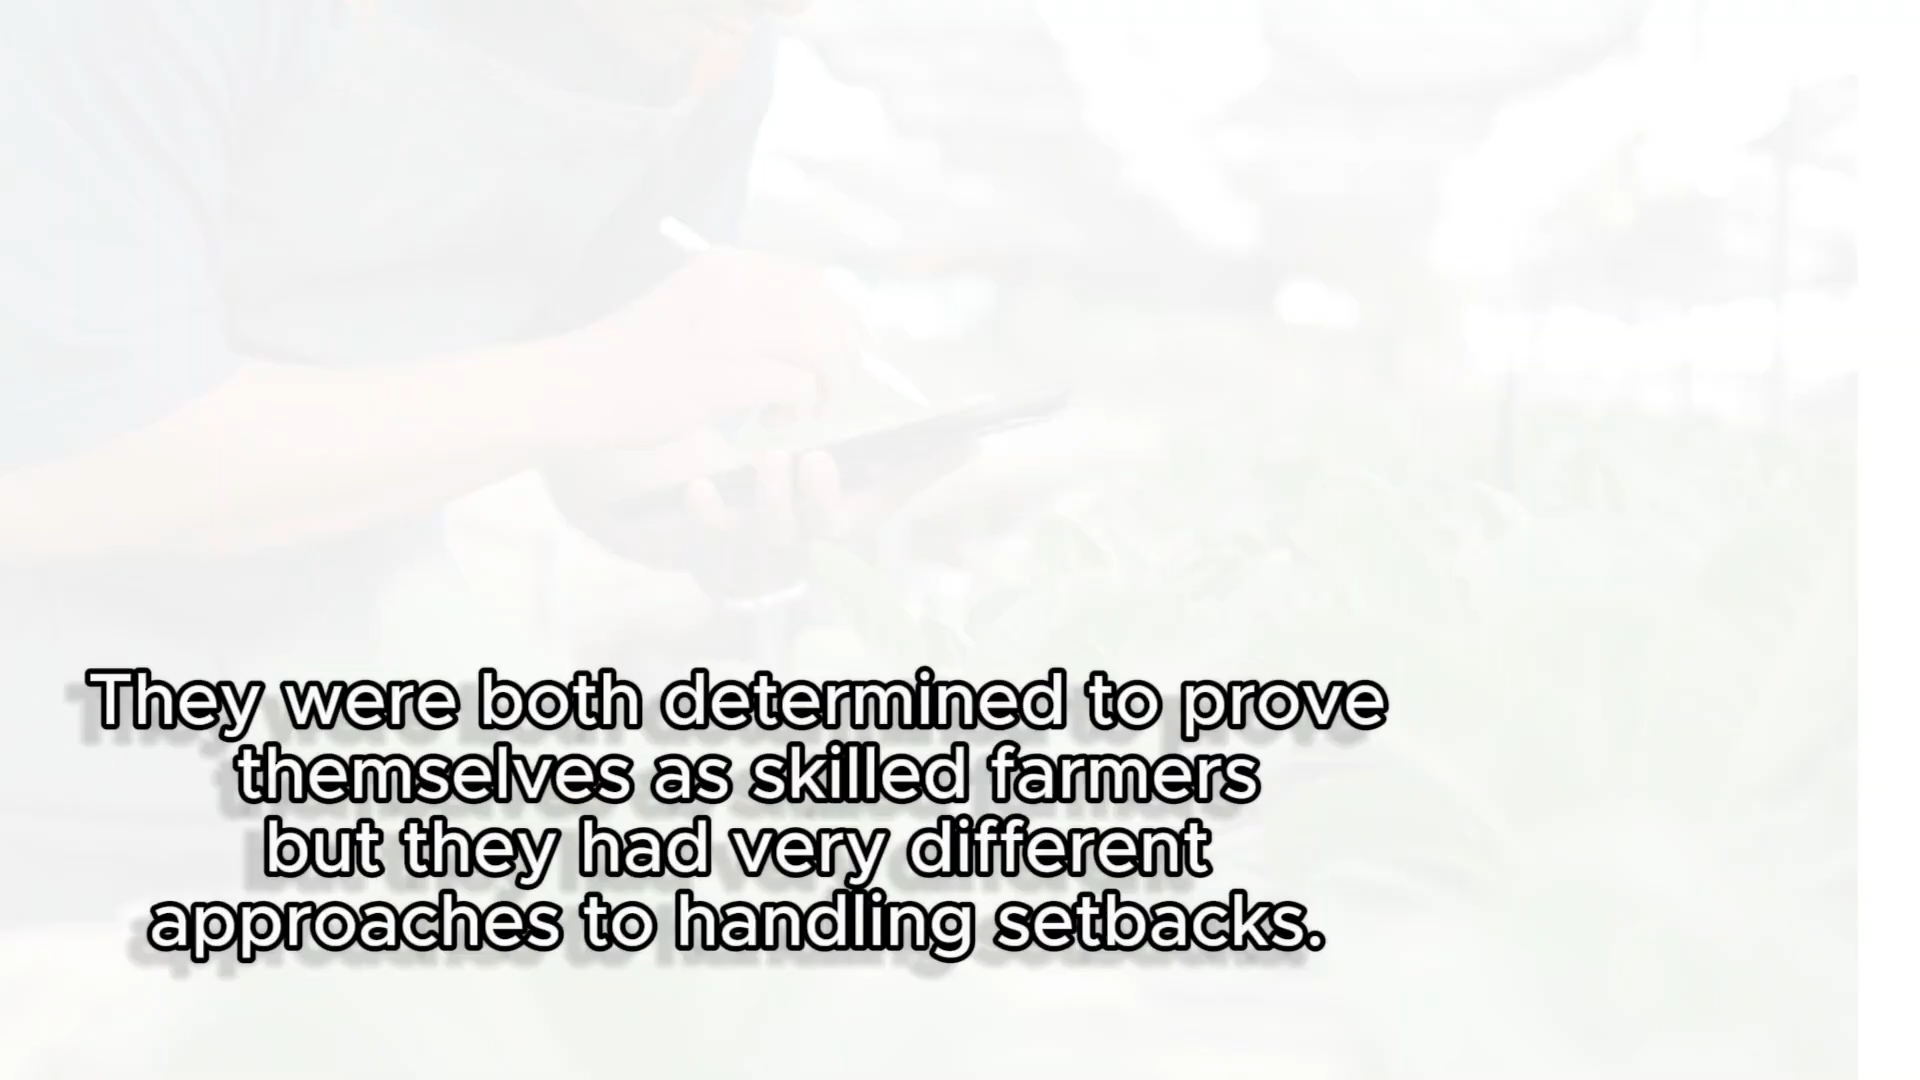 They were both determined to prove
themselves as skilled farmers
but they had very different
approaches to handling setbacks.